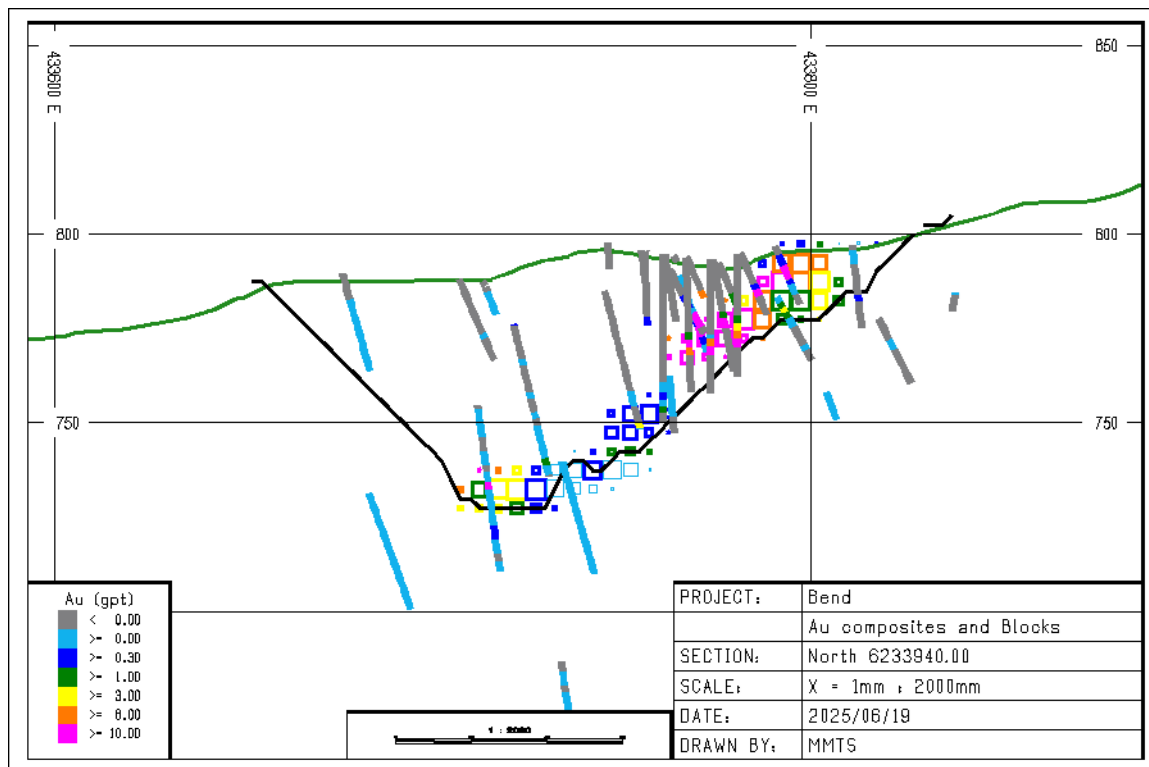 433600 E
433800 E
850
800
800
750
750
Au (gpt)
< 0.00
>= 0.00
>= 0.30
>= 1.00
>= 3.00
>= 6.00
>= 10.00
1 : 2000
PROJECT: Bend
Au composites and Blocks
SECTION: North 6233940.00
SCALE: X = 1mm : 2000mm
DATE: 2025/06/19
DRAWN BY: MMTS